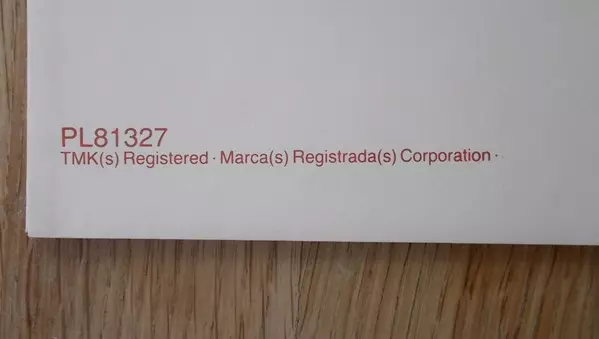 PL81327
TMK(s) Registered · Marca(s) Registrada(s) Corporation ·